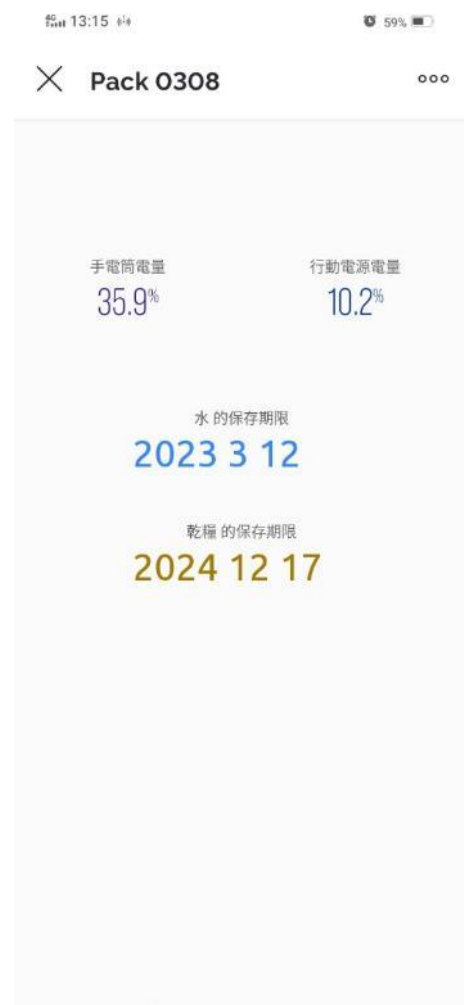 4G 13:15 59%
Pack 0308
手電筒電量 行動電源電量
35.9% 10.2%
水 的保存期限
2023 3 12
乾糧 的保存期限
2024 12 17